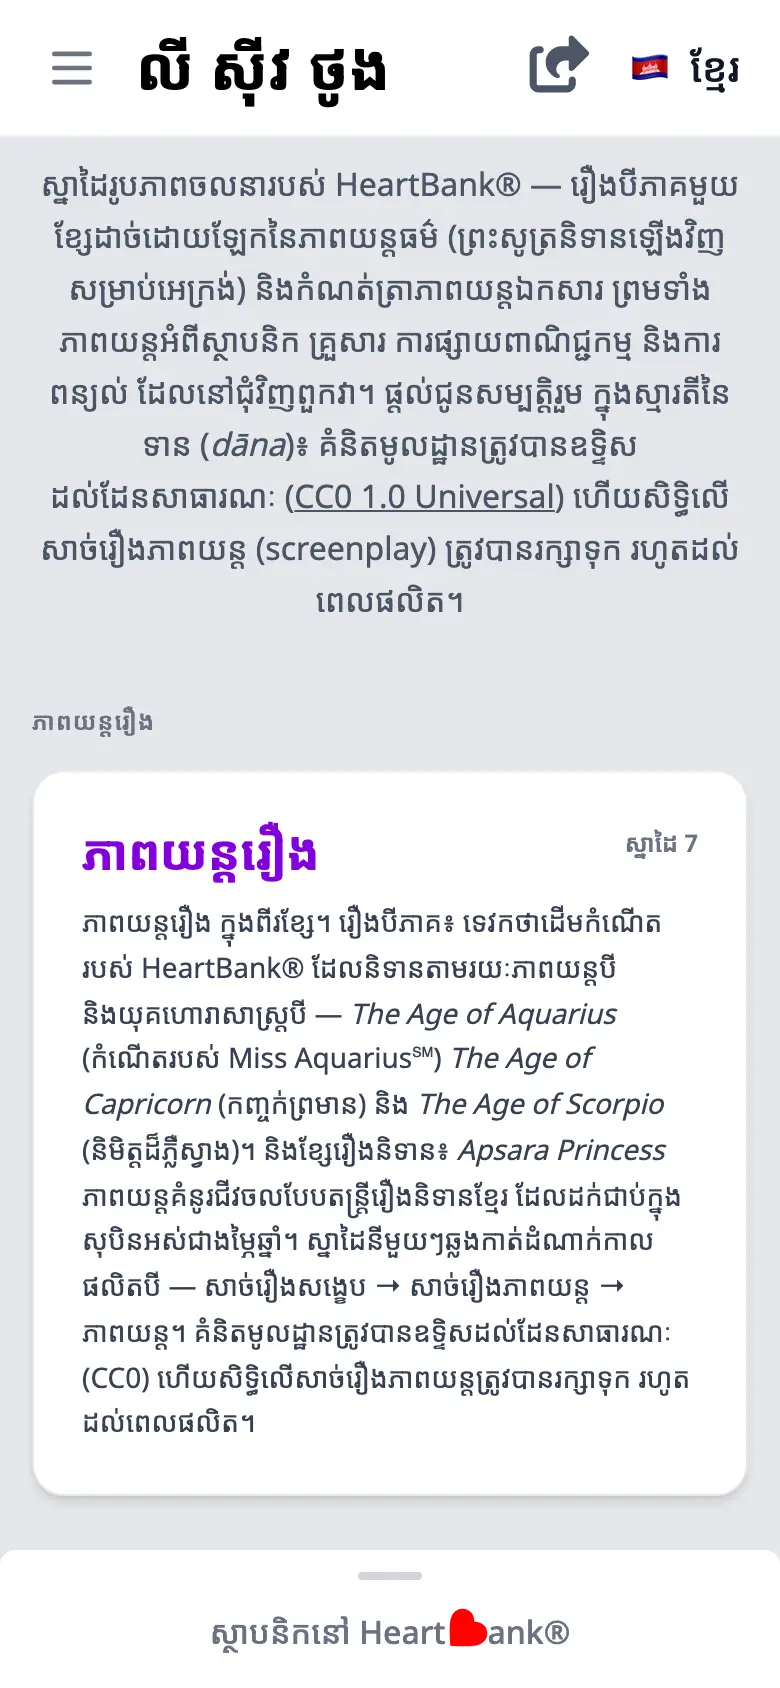 លី ស៊ីវ ថូង
🇰🇭 ខ្មែរ
ស្នាដៃរូបភាពចលនារបស់ HeartBank® — រឿងបីភាគមួយ
ខ្សែដាច់ដោយឡែកនៃភាពយន្តធម៌ (ព្រះសូត្រនិទានឡើងវិញ
សម្រាប់អេក្រង់) និងកំណត់ត្រាភាពយន្តឯកសារ ព្រមទាំង
ភាពយន្តអំពីស្ថាបនិក គ្រួសារ ការផ្សាយពាណិជ្ជកម្ម និងការ
ពន្យល់ ដែលនៅជុំវិញពួកវា។ ផ្តល់ជូនសម្បត្តិរួម ក្នុងស្មារតីនៃ
ទាន (dāna)៖ គំនិតមូលដ្ឋានត្រូវបានឧទ្ទិស
ដល់ដែនសាធារណៈ (CC0 1.0 Universal) ហើយសិទ្ធិលើ
សាច់រឿងភាពយន្ត (screenplay) ត្រូវបានរក្សាទុក រហូតដល់
ពេលផលិត។
ភាពយន្តរឿង
ភាពយន្តរឿង
ស្នាដៃ 7
ភាពយន្តរឿង ក្នុងពីរខ្សែ។ រឿងបីភាគ៖ ទេវកថាដើមកំណើត
របស់ HeartBank® ដែលនិទានតាមរយៈភាពយន្តបី
និងយុគហោរាសាស្ត្របី — The Age of Aquarius
(កំណើតរបស់ Miss Aquarius℠) The Age of
Capricorn (កញ្ចក់ព្រមាន) និង The Age of Scorpio
(និមិត្តដ៏ភ្លឺស្វាង)។ និងខ្សែរឿងនិទាន៖ Apsara Princess
ភាពយន្តគំនូរជីវចលបែបតន្ត្រីរឿងនិទានខ្មែរ ដែលដក់ជាប់ក្នុង
សុបិនអស់ជាងម្ភៃឆ្នាំ។ ស្នាដៃនីមួយៗឆ្លងកាត់ដំណាក់កាល
ផលិតបី — សាច់រឿងសង្ខេប → សាច់រឿងភាពយន្ត →
ភាពយន្ត។ គំនិតមូលដ្ឋានត្រូវបានឧទ្ទិសដល់ដែនសាធារណៈ
(CC0) ហើយសិទ្ធិលើសាច់រឿងភាពយន្តត្រូវបានរក្សាទុក រហូត
ដល់ពេលផលិត។
ស្ថាបនិកនៅ Heart❤ank®